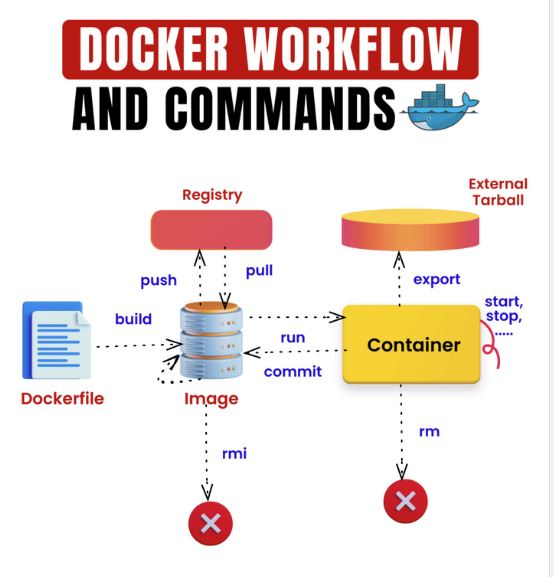 DOCKER WORKFLOW
AND COMMANDS
External
Tarball
Registry
push
pull
export
build
start,
stop,
.....
run
Container
commit
Dockerfile
Image
rmi
rm